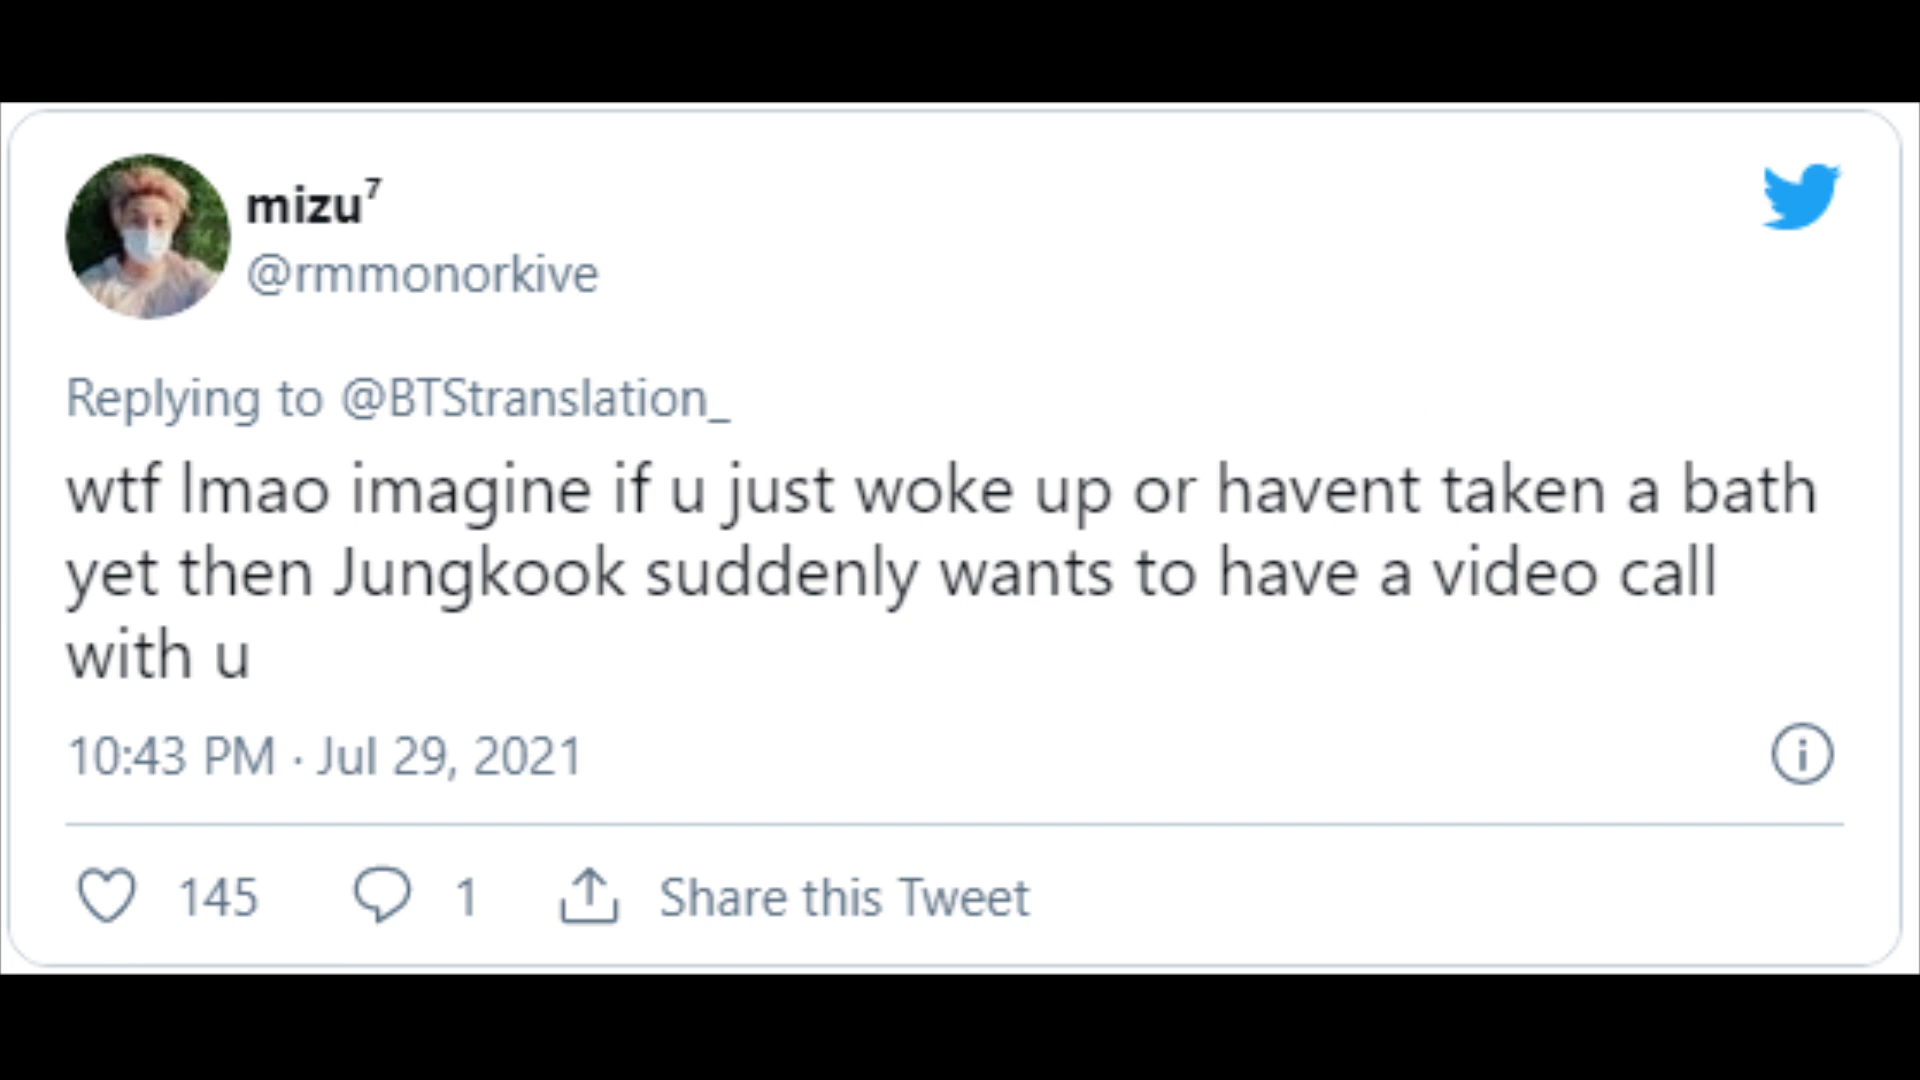 mizu⁷
@rmmonorkive
Replying to @BTStranslation_
wtf lmao imagine if u just woke up or havent taken a bath
yet then Jungkook suddenly wants to have a video call
with u
10:43 PM · Jul 29, 2021
145 1 Share this Tweet